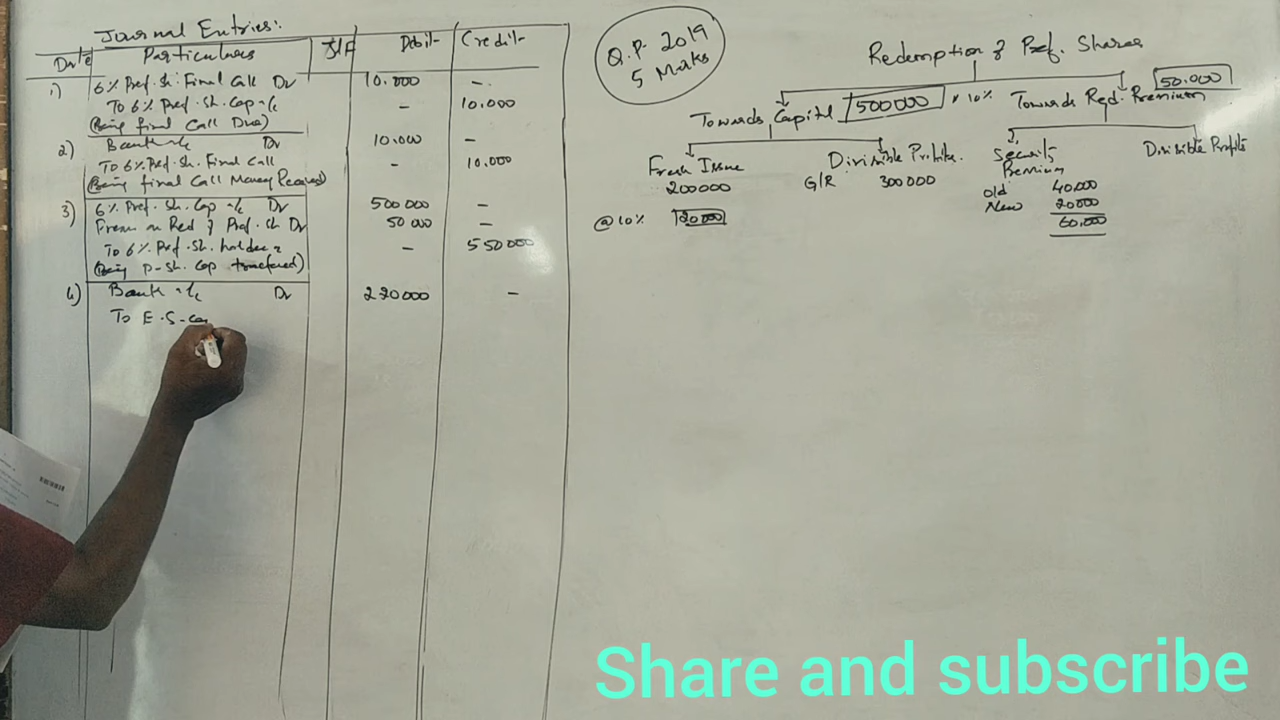 Journal Entries:
Date Particulars J/F Debit- Credit-
1) 6% Pref. Sh. Final Call Dr 10.000 -
To 6% Pref. Sh. Cap a/c - 10.000
(Being final Call Due)
2) Bank a/c Dr 10.000 -
To 6% Pref. Sh. Final Call - 10.000
(Being final Call Money Received)
3) 6% Pref. Sh. Cap a/c Dr 500000 -
Prem on Red of Pref. Sh Dr 50000 -
To 6% Pref. Sh. holders - 550000
(Being P-Sh. Cap transferred)
4) Bank a/c Dr 220000 -
To E.S-cap
Q.P. 2019
5 Marks
Redemption of Pref. Shares
Towards Capital 500000 * 10% Towards Red. Premium 50.000
Fresh Issue Divisible Profits.
200000 G/R 300000
@ 10% 20000
Security Premium Divisible Profits
old 40.000
New 20000
60.000
Share and subscribe